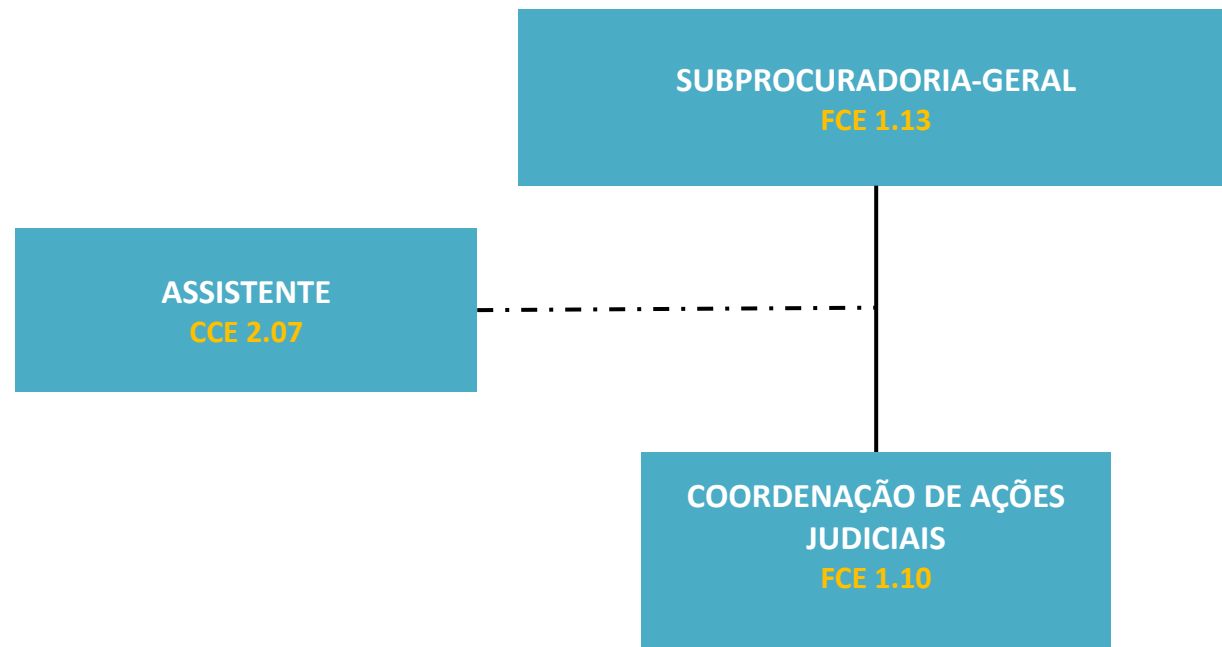 SUBPROCURADORIA-GERAL
FCE 1.13
ASSISTENTE
CCE 2.07
COORDENAÇÃO DE AÇÕES
JUDICIAIS
FCE 1.10